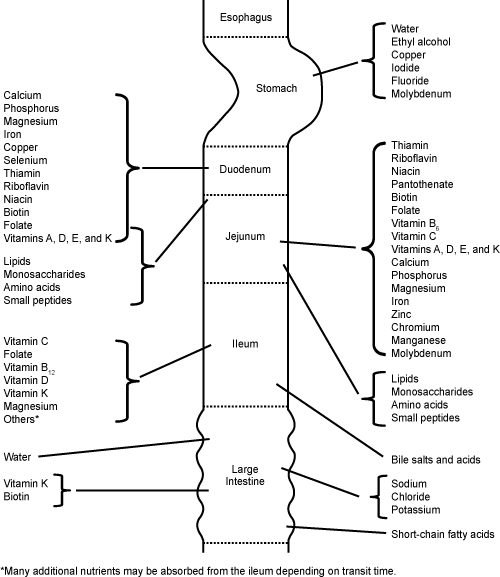 Esophagus
Stomach
Water
Ethyl alcohol
Copper
Iodide
Fluoride
Molybdenum
Calcium
Phosphorus
Magnesium
Iron
Copper
Selenium
Thiamin
Riboflavin
Niacin
Biotin
Folate
Vitamins A, D, E, and K
Duodenum
Lipids
Monosaccharides
Amino acids
Small peptides
Jejunum
Thiamin
Riboflavin
Niacin
Pantothenate
Biotin
Folate
Vitamin B6
Vitamin C
Vitamins A, D, E, and K
Calcium
Phosphorus
Magnesium
Iron
Zinc
Chromium
Manganese
Molybdenum
Lipids
Monosaccharides
Amino acids
Small peptides
Vitamin C
Folate
Vitamin B12
Vitamin D
Vitamin K
Magnesium
Others*
Ileum
Bile salts and acids
Water
Vitamin K
Biotin
Large
Intestine
Sodium
Chloride
Potassium
Short-chain fatty acids
*Many additional nutrients may be absorbed from the ileum depending on transit time.